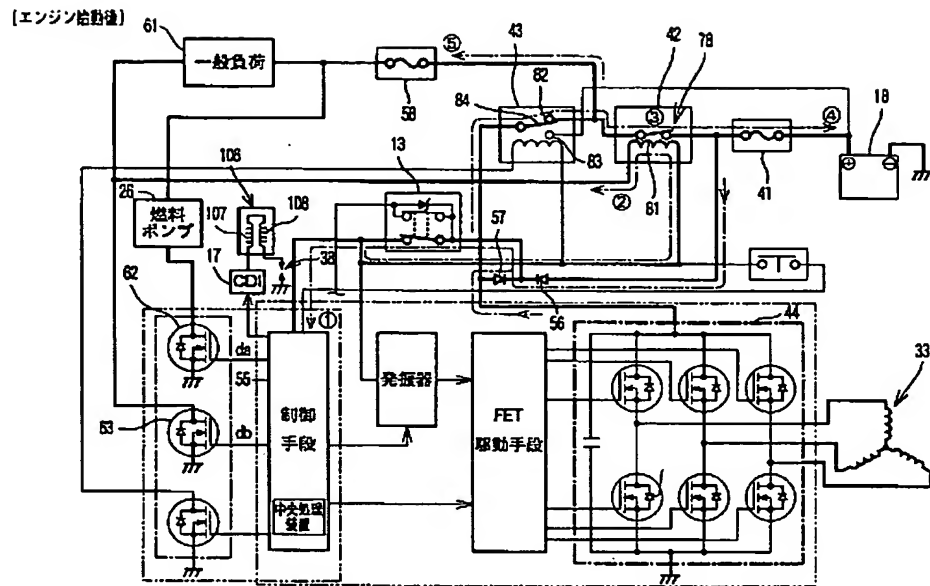 [エンジン始動後]
61
一般負荷
58
⑤
43
82
84
83
42
③
78
④
18
⊕
⊖
41
81
②
13
106
107
108
26
燃料
ポンプ
17
CDI
38
57
56
62
①
44
da
55
制御
手段
発振器
FET
駆動手段
33
63
db
中央処理
装置